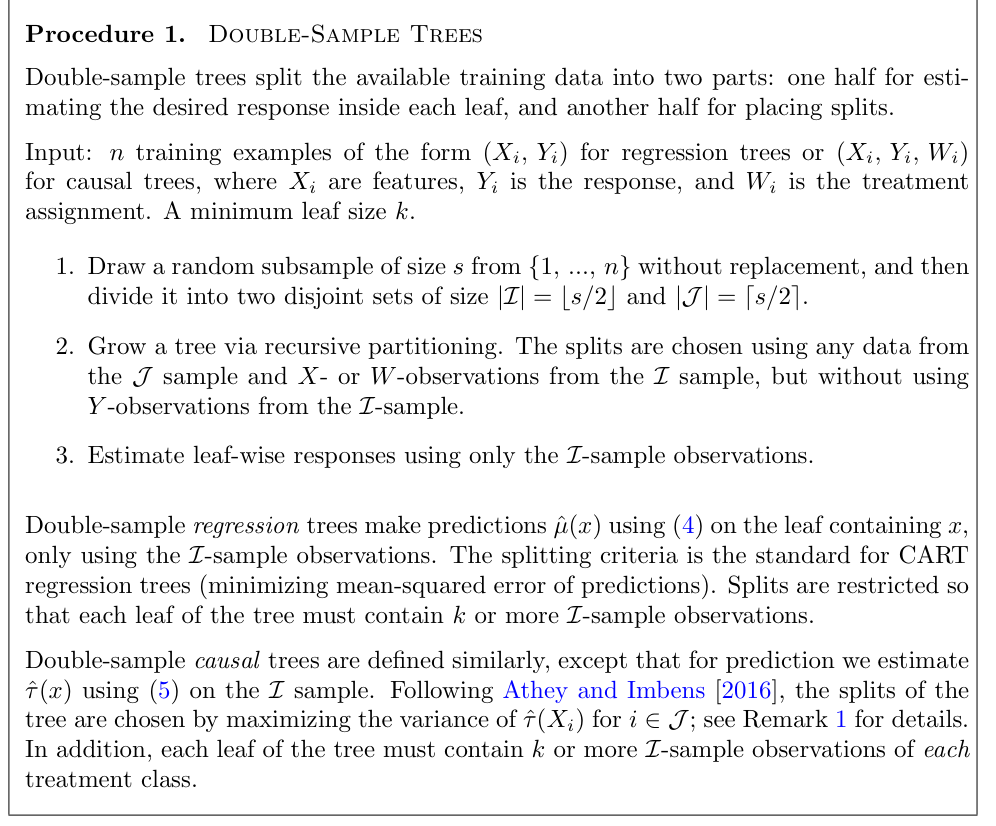 Procedure 1. Double-Sample Trees
Double-sample trees split the available training data into two parts: one half for esti-
mating the desired response inside each leaf, and another half for placing splits.
Input: n training examples of the form (Xᵢ, Yᵢ) for regression trees or (Xᵢ, Yᵢ, Wᵢ)
for causal trees, where Xᵢ are features, Yᵢ is the response, and Wᵢ is the treatment
assignment. A minimum leaf size k.
1. Draw a random subsample of size s from {1, ..., n} without replacement, and then
divide it into two disjoint sets of size |ℐ| = ⌊s/2⌋ and |𝒥| = ⌈s/2⌉.
2. Grow a tree via recursive partitioning. The splits are chosen using any data from
the 𝒥 sample and X- or W-observations from the ℐ sample, but without using
Y-observations from the ℐ-sample.
3. Estimate leaf-wise responses using only the ℐ-sample observations.
Double-sample regression trees make predictions μ̂(x) using (4) on the leaf containing x,
only using the ℐ-sample observations. The splitting criteria is the standard for CART
regression trees (minimizing mean-squared error of predictions). Splits are restricted so
that each leaf of the tree must contain k or more ℐ-sample observations.
Double-sample causal trees are defined similarly, except that for prediction we estimate
τ̂(x) using (5) on the ℐ sample. Following Athey and Imbens [2016], the splits of the
tree are chosen by maximizing the variance of τ̂(Xᵢ) for i ∈ 𝒥; see Remark 1 for details.
In addition, each leaf of the tree must contain k or more ℐ-sample observations of each
treatment class.